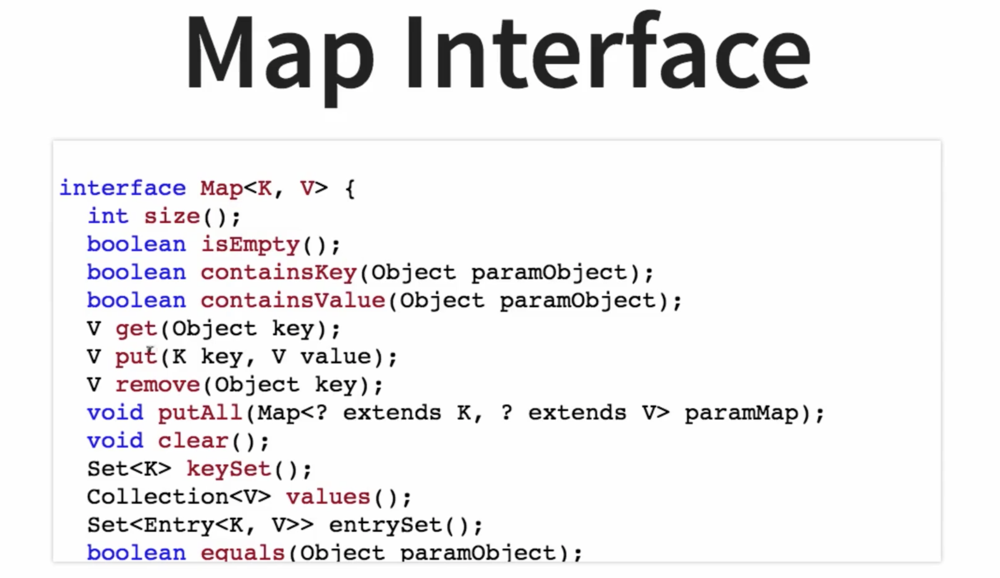 Map Interface
interface Map<K, V> {
int size();
boolean isEmpty();
boolean containsKey(Object paramObject);
boolean containsValue(Object paramObject);
V get(Object key);
V put(K key, V value);
V remove(Object key);
void putAll(Map<? extends K, ? extends V> paramMap);
void clear();
Set<K> keySet();
Collection<V> values();
Set<Entry<K, V>> entrySet();
boolean equals(Object paramObject);